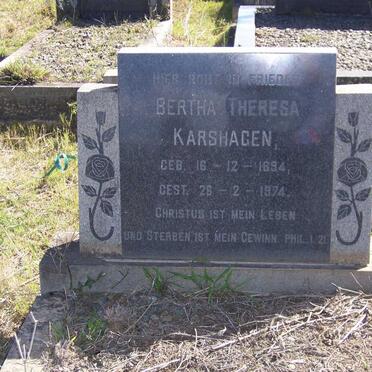 HIER RUHT IN FRIEDEN
BERTHA THERESA
KARSHAGEN,
GEB. 16 - 12 - 1894,
GEST. 26 - 2 - 1974.
CHRISTUS IST MEIN LEBEN
UND STERBEN IST MEIN GEWINN. PHIL. 1. 21